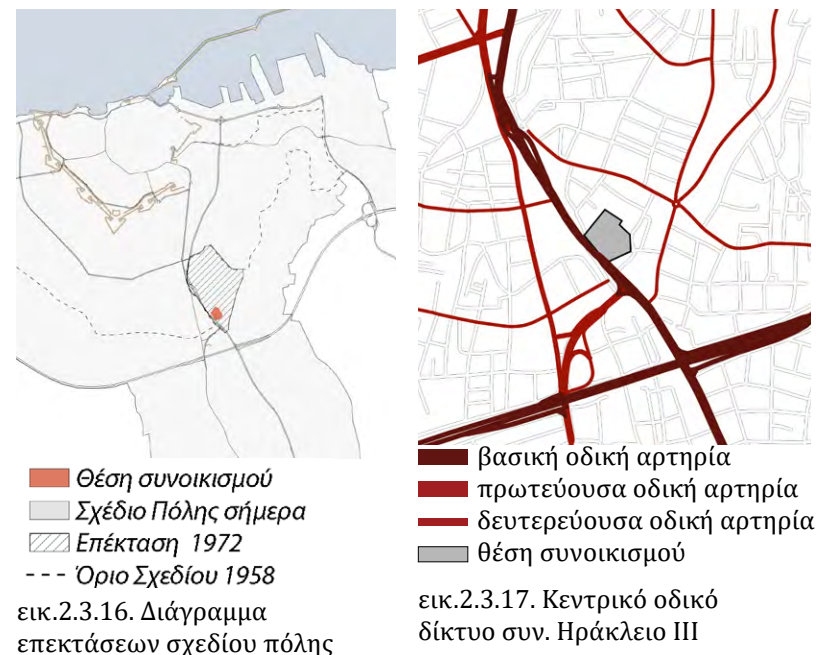 Θέση συνοικισμού
Σχέδιο Πόλης σήμερα
Επέκταση 1972
Όριο Σχεδίου 1958
εικ.2.3.16. Διάγραμμα
επεκτάσεων σχεδίου πόλης
βασική οδική αρτηρία
πρωτεύουσα οδική αρτηρία
δευτερεύουσα οδική αρτηρία
θέση συνοικισμού
εικ.2.3.17. Κεντρικό οδικό
δίκτυο συν. Ηράκλειο ΙΙΙ